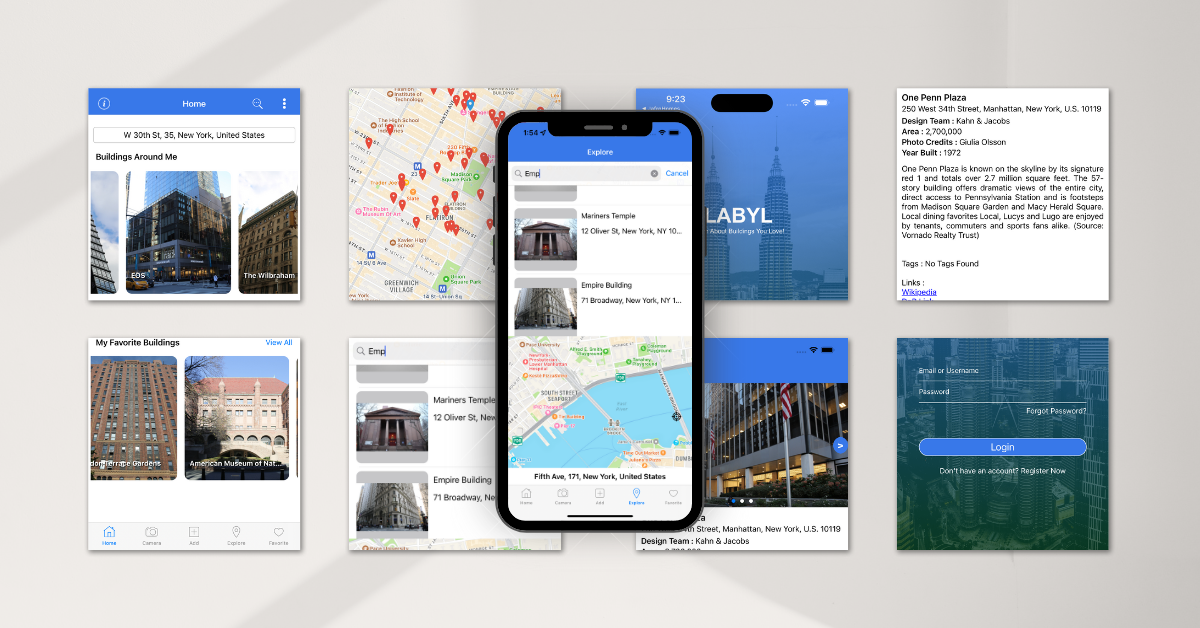 Home
W 30th St, 35, New York, United States
Buildings Around Me
EOS
The Wilbraham
Fashion
Institute of
Technology
The High School
of Fashion
Industries
Madison
Square Park
Trader Joe's
The Rubin
Museum Of Art
FLATIRON
Xavier High
School
14 St/6 Ave
GREENWICH
VILLAGE
Union
Square Park
14 St-Union Sq
1:54
Explore
Emp
Cancel
Mariners Temple
12 Oliver St, New York, NY 10...
Empire Building
71 Broadway, New York, NY 1...
Pace University
Alfred E. Smith
Playground
Coleman
Playground
SOUTH STREET
SEAPORT
Fifth Ave, 171, New York, United States
Home
Camera
Add
Explore
Favorite
9:23
LABYL
About Buildings You Love!
One Penn Plaza
250 West 34th Street, Manhattan, New York, U.S. 10119
Design Team : Kahn & Jacobs
Area : 2,700,000
Photo Credits : Giulia Olsson
Year Built : 1972
One Penn Plaza is known on the skyline by its signature
red 1 and totals over 2.7 million square feet. The 57-
story building offers dramatic views of the entire city,
direct access to Pennsylvania Station and is footsteps
from Madison Square Garden and Macy Herald Square.
Local dining favorites Local, Lucys and Lugo are enjoyed
by tenants, commuters and sports fans alike. (Source:
Vornado Realty Trust)
Tags : No Tags Found
Links :
Wikipedia
My Favorite Buildings
View All
Terrace Gardens
American Museum of Nat...
Home
Camera
Add
Explore
Favorite
Emp
Mariners Temple
12 Oliver St, New
Empire Building
71 Broadway, Ne
Pace University
>
Street, Manhattan, New York, U.S. 10119
Design Team : Kahn & Jacobs
Email or Username
Password
Forgot Password?
Login
Don't have an account? Register Now